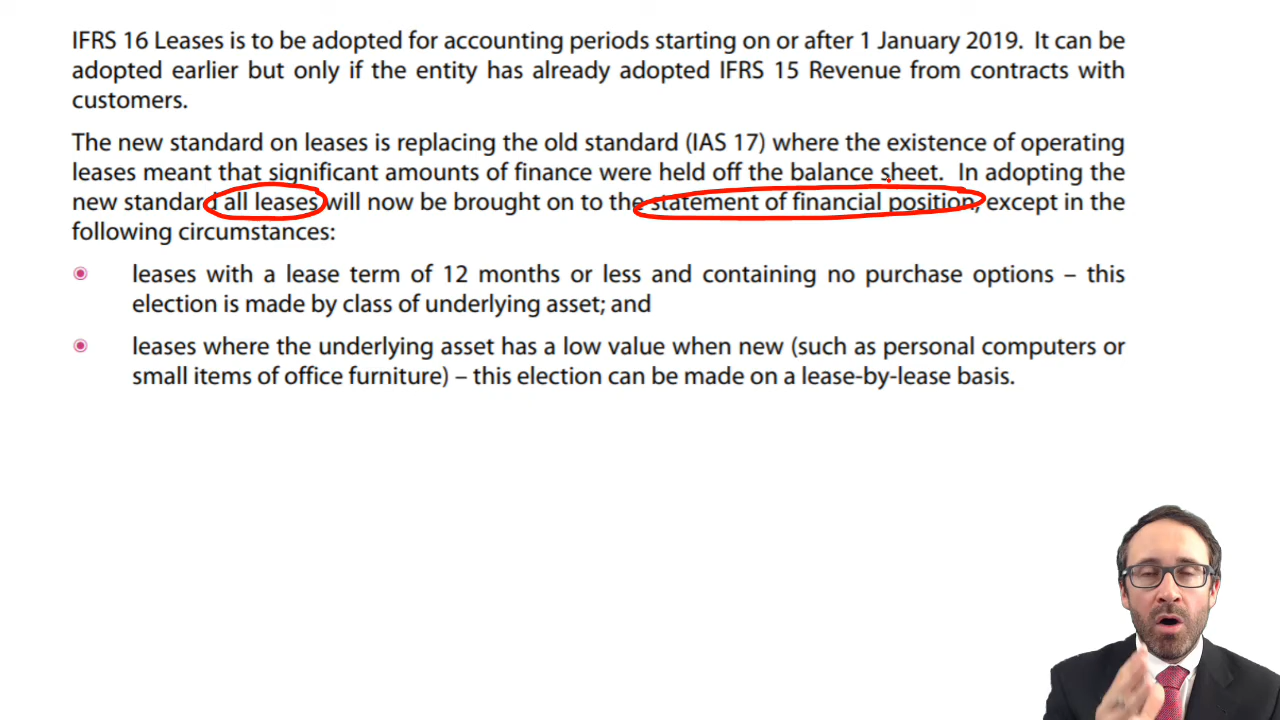 IFRS 16 Leases is to be adopted for accounting periods starting on or after 1 January 2019. It can be
adopted earlier but only if the entity has already adopted IFRS 15 Revenue from contracts with
customers.
The new standard on leases is replacing the old standard (IAS 17) where the existence of operating
leases meant that significant amounts of finance were held off the balance sheet. In adopting the
new standard all leases will now be brought on to the statement of financial position, except in the
following circumstances:
leases with a lease term of 12 months or less and containing no purchase options – this
election is made by class of underlying asset; and
leases where the underlying asset has a low value when new (such as personal computers or
small items of office furniture) – this election can be made on a lease-by-lease basis.